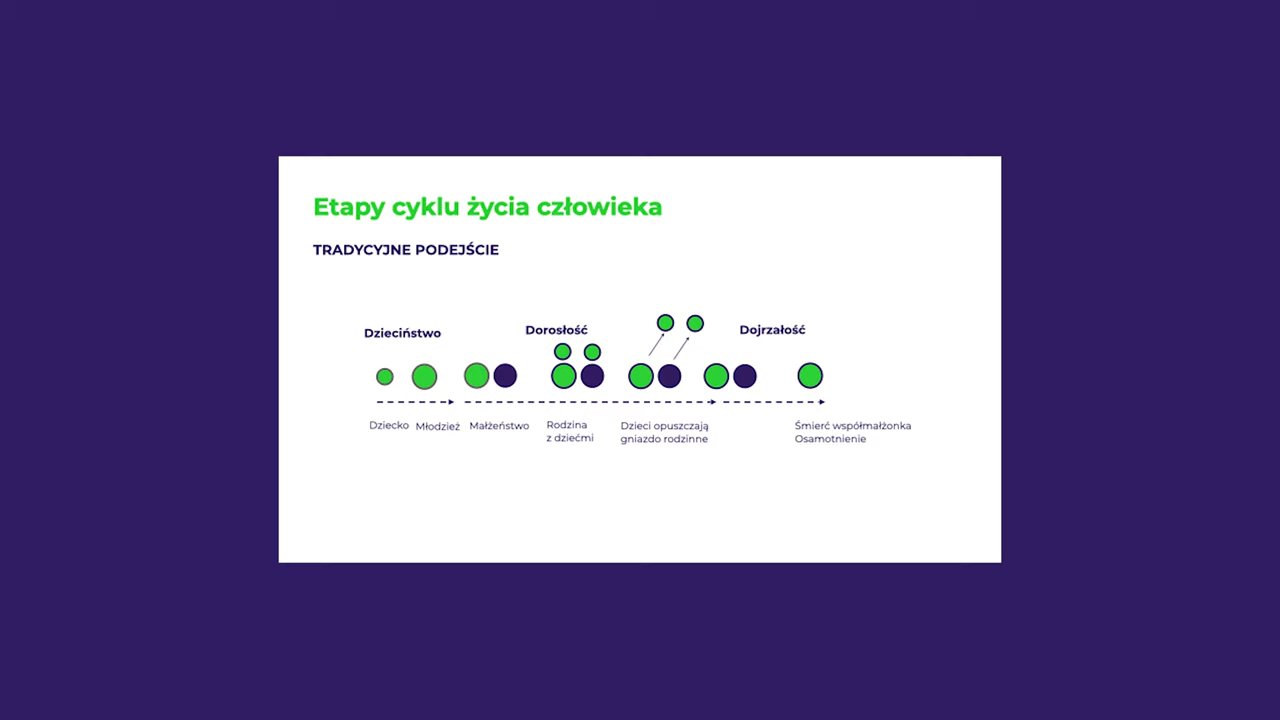 Etapy cyklu życia człowieka
TRADYCYJNE PODEJŚCIE
Dzieciństwo
Dorosłość
Dojrzałość
Dziecko
Młodzież
Małżeństwo
Rodzina
z dziećmi
Dzieci opuszczają
gniazdo rodzinne
Śmierć współmałżonka
Osamotnienie